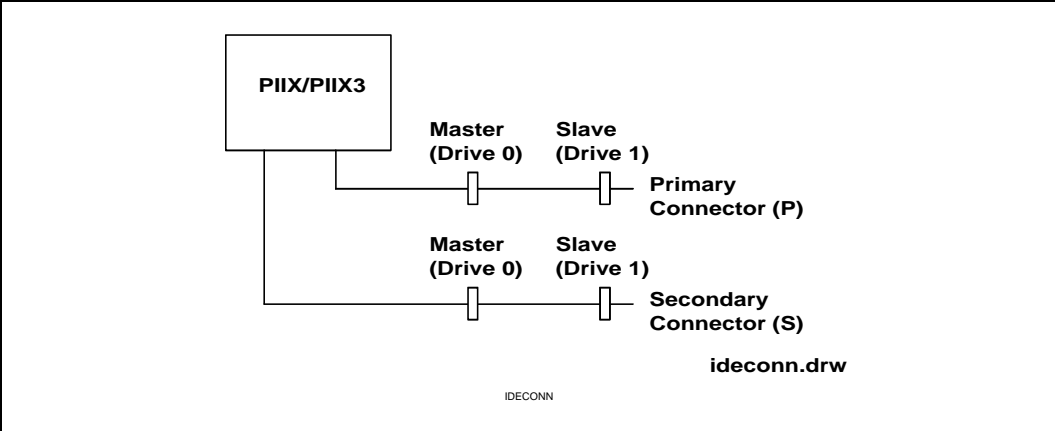 PIIX/PIIX3
Master
(Drive 0)
Slave
(Drive 1)
Primary
Connector (P)
Master
(Drive 0)
Slave
(Drive 1)
Secondary
Connector (S)
ideconn.drw
IDECONN